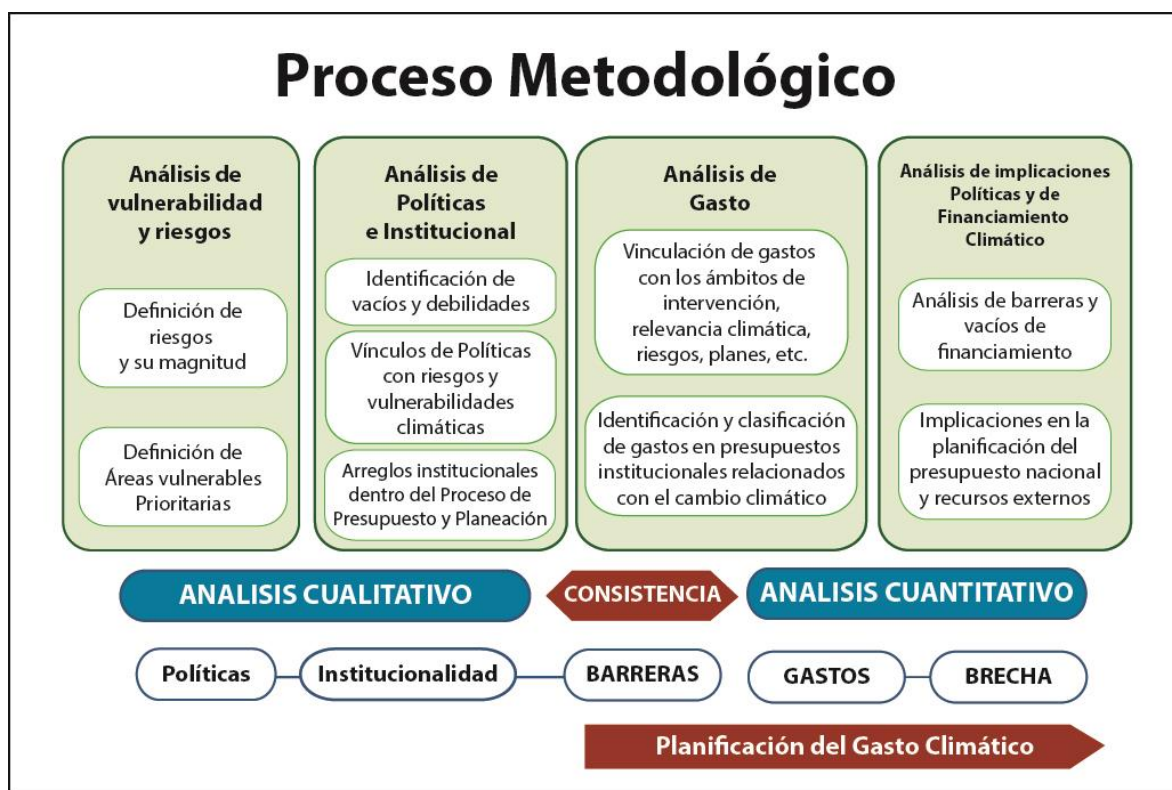 Proceso Metodológico
Análisis de
vulnerabilidad
y riesgos
Definición de
riesgos
y su magnitud
Definición de
Áreas vulnerables
Prioritarias
Análisis de
Políticas
e Institucional
Identificación de
vacíos y debilidades
Vínculos de Políticas
con riesgos y
vulnerabilidades
climáticas
Arreglos institucionales
dentro del Proceso de
Presupuesto y Planeación
Análisis de
Gasto
Vinculación de gastos
con los ámbitos de
intervención,
relevancia climática,
riesgos, planes, etc.
Identificación y clasificación
de gastos en presupuestos
institucionales relacionados
con el cambio climático
Análisis de implicaciones
Políticas y de
Financiamiento
Climático
Análisis de barreras y
vacíos de
financiamiento
Implicaciones en la
planificación del
presupuesto nacional
y recursos externos
ANALISIS CUALITATIVO
CONSISTENCIA
ANALISIS CUANTITATIVO
Políticas
Institucionalidad
BARRERAS
GASTOS
BRECHA
Planificación del Gasto Climático